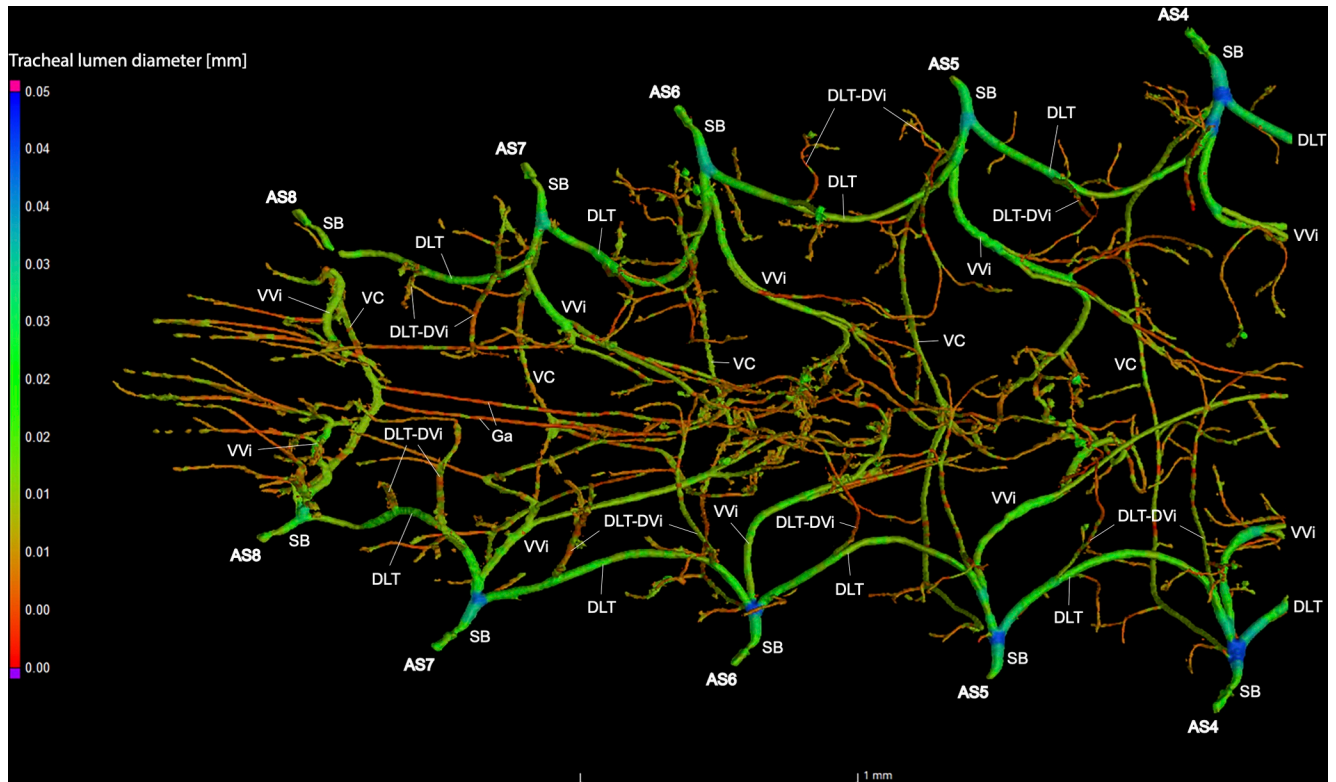 AS4
Tracheal lumen diameter [mm]
SB
AS5
0.05
SB
DLT-DVi
AS6
DLT
0.04
SB
DLT
AS7
0.04
SB
DLT
AS8
DLT-DVi
SB
DLT
DLT
VVi
0.03
VVi
VVi
VVi
VC
VVi
0.03
DLT-DVi
VC
VC
VC
0.02
VC
Ga
0.02
DLT-DVi
VVi
0.01
VVi
VVi
DLT-DVi
DLT-DVi
DLT-DVi
0.01
VVi
AS8
SB
VVi
DLT
DLT
DLT
DLT
DLT
0.00
SB
SB
SB
0.00
AS7
AS6
AS5
SB
AS4
1 mm